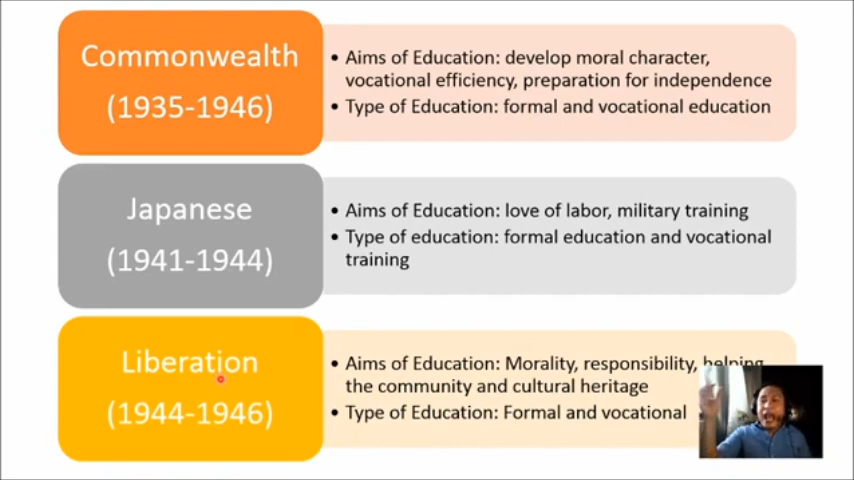 Commonwealth
(1935-1946)
• Aims of Education: develop moral character,
vocational efficiency, preparation for independence
• Type of Education: formal and vocational education
Japanese
(1941-1944)
• Aims of Education: love of labor, military training
• Type of education: formal education and vocational
training
Liberation
(1944-1946)
• Aims of Education: Morality, responsibility, helping
the community and cultural heritage
• Type of Education: Formal and vocational